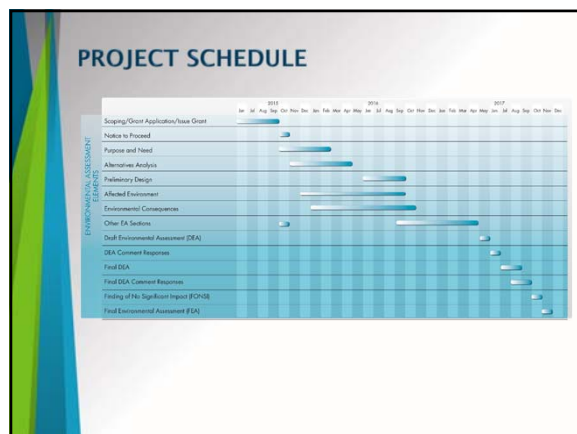 PROJECT SCHEDULE
2015 2016 2017
Jun Jul Aug Sep Oct Nov Dec Jan Feb Mar Apr May Jun Jul Aug Sep Oct Nov Dec Jan Feb Mar Apr May Jun Jul Aug Sep Oct Nov Dec
ENVIRONMENTAL ASSESSMENT
ELEMENTS
Scoping/Grant Application/Issue Grant
Notice to Proceed
Purpose and Need
Alternatives Analysis
Preliminary Design
Affected Environment
Environmental Consequences
Other EA Sections
Draft Environmental Assessment (DEA)
DEA Comment Responses
Final DEA
Final DEA Comment Responses
Finding of No Significant Impact (FONSI)
Final Environmental Assessment (FEA)